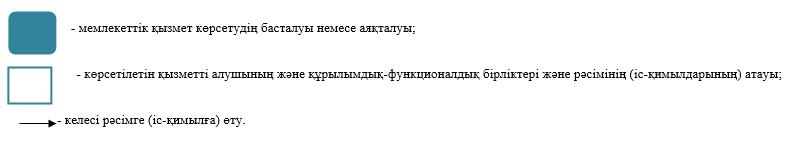 - мемлекеттік қызмет көрсетудің басталуы немесе аяқталуы;
- көрсетілетін қызметті алушының және құрылымдық-функционалдық бірліктері және рәсімінің (іс-қимылдарының) атауы;
- келесі рәсімге (іс-қимылға) өту.